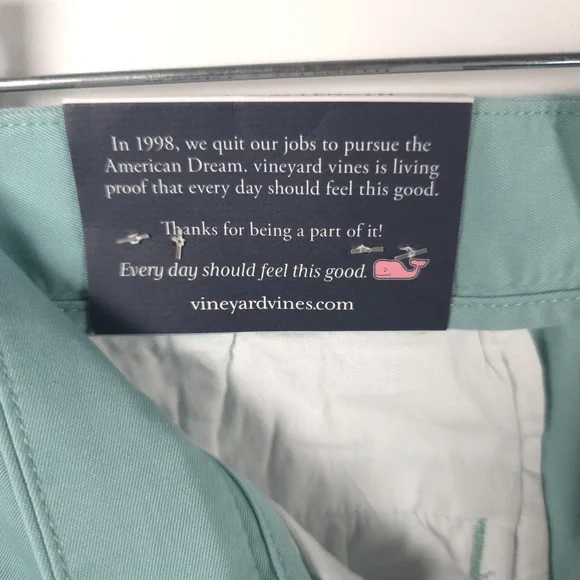 In 1998, we quit our jobs to pursue the
American Dream. vineyard vines is living
proof that every day should feel this good.
Thanks for being a part of it!
Every day should feel this good.
vineyardvines.com